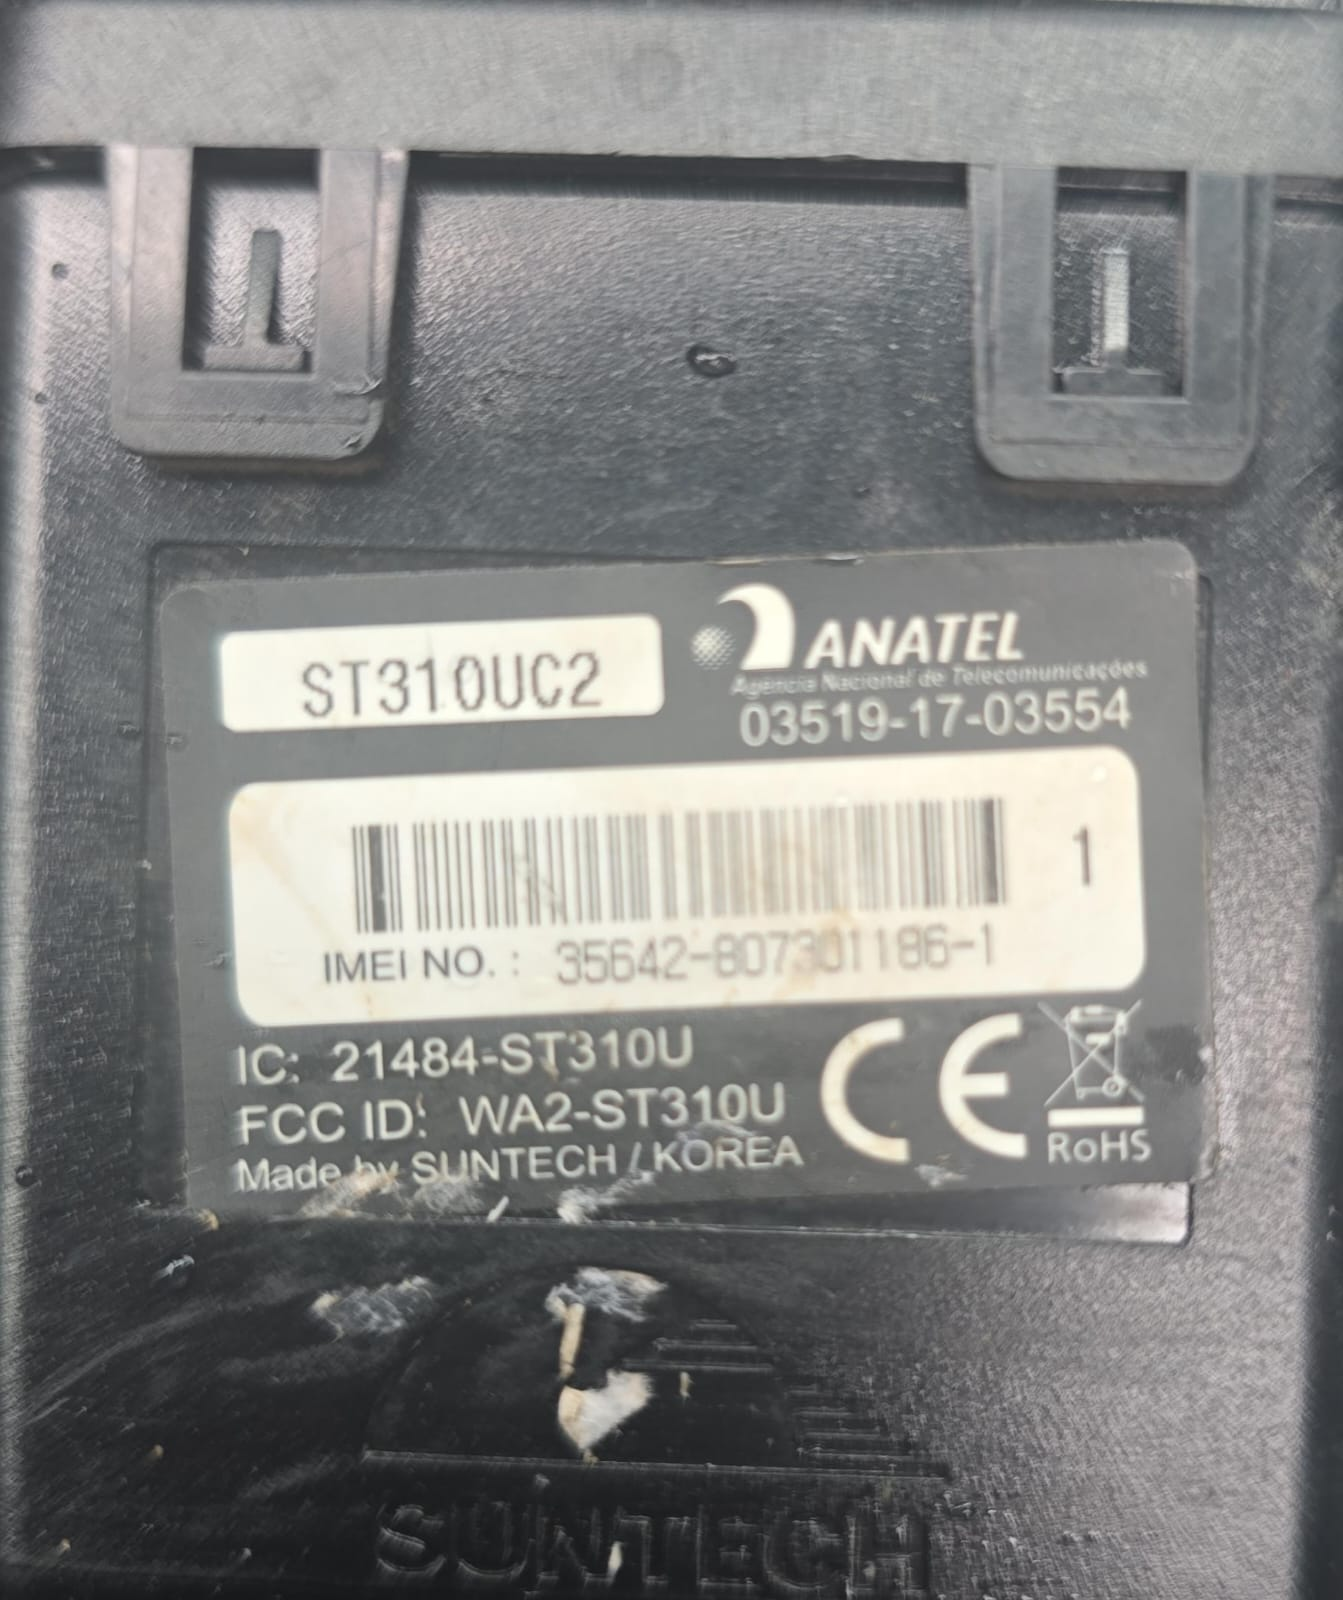 ST310UC2
ANATEL
Agência Nacional de Telecomunicações
03519-17-03554
1
IMEI NO. : 35642-807301186-1
IC: 21484-ST310U
FCC ID: WA2-ST310U
CE
RoHS
Made by SUNTECH / KOREA
SUNTECH